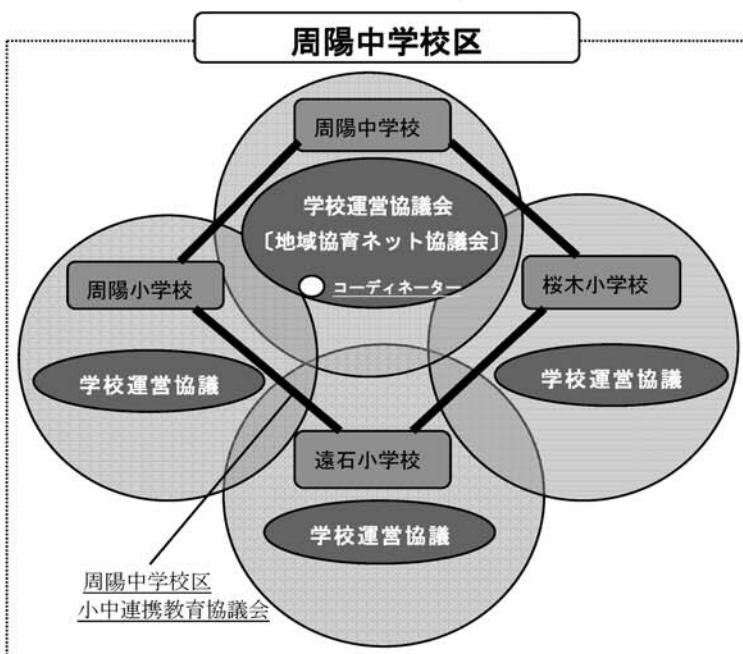 周陽中学校区
周陽中学校
学校運営協議会
〔地域協育ネット協議会〕
コーディネーター
周陽小学校
桜木小学校
学校運営協議
学校運営協議
遠石小学校
学校運営協議
周陽中学校区
小中連携教育協議会